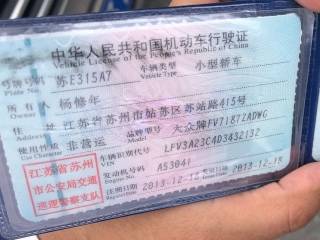 中华人民共和国机动车行驶证
Vehicle License of the People's Republic of China
号牌号码 苏E315A7 车辆类型 小型轿车
Plate No. Vehicle Type
所有人 杨修年
Owner
住址 江苏省苏州市姑苏区苏站路415号
Address
使用性质 非营运 品牌型号 大众牌FV7187ZADWG
Use Character Model
车辆识别代号 LFV3A23C4D3432132
VIN
江苏省苏州 发动机号码 A53041
市公安局交通 Engine No.
巡逻警察支队 注册日期 2013-12-18 发证日期 2013-12-18
Register Date Issue Date